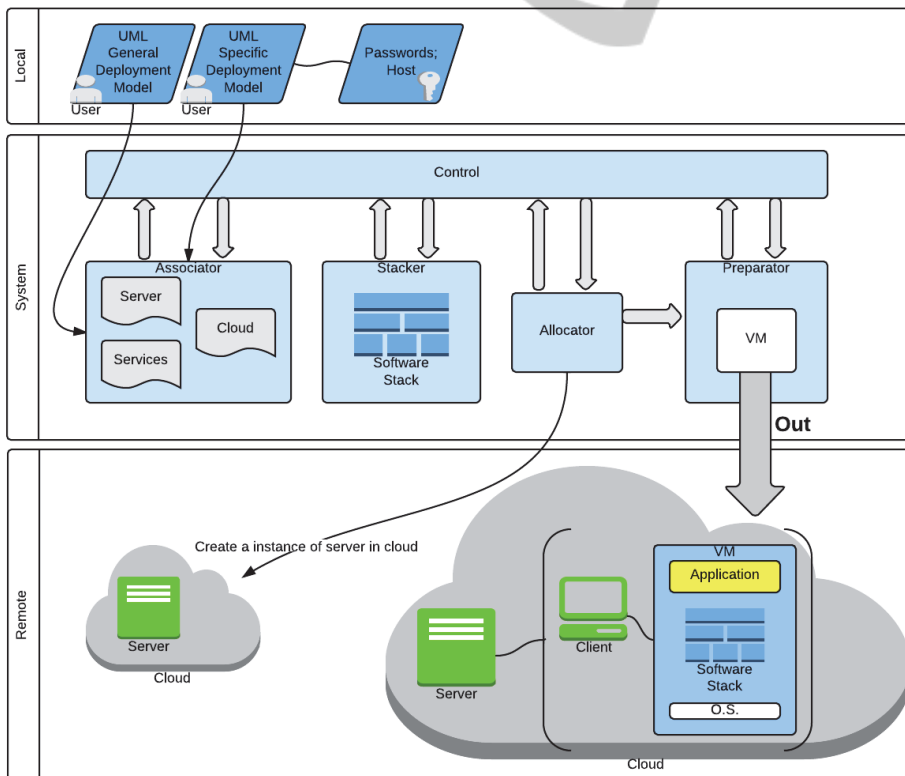 Local
UML
General
Deployment
Model
User
UML
Specific
Deployment
Model
User
Passwords;
Host
System
Control
Associator
Server
Cloud
Services
Stacker
Software
Stack
Allocator
Preparator
VM
Out
Remote
Create a instance of server in cloud
Server
Cloud
Server
Client
VM
Application
Software
Stack
O.S.
Cloud